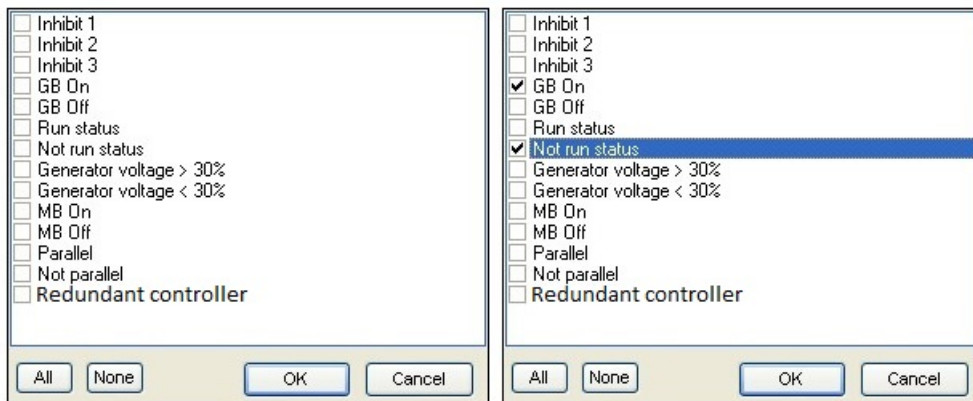 Inhibit 1
Inhibit 2
Inhibit 3
GB On
GB Off
Run status
Not run status
Generator voltage > 30%
Generator voltage < 30%
MB On
MB Off
Parallel
Not parallel
Redundant controller
All None OK Cancel
Inhibit 1
Inhibit 2
Inhibit 3
GB On
GB Off
Run status
Not run status
Generator voltage > 30%
Generator voltage < 30%
MB On
MB Off
Parallel
Not parallel
Redundant controller
All None OK Cancel